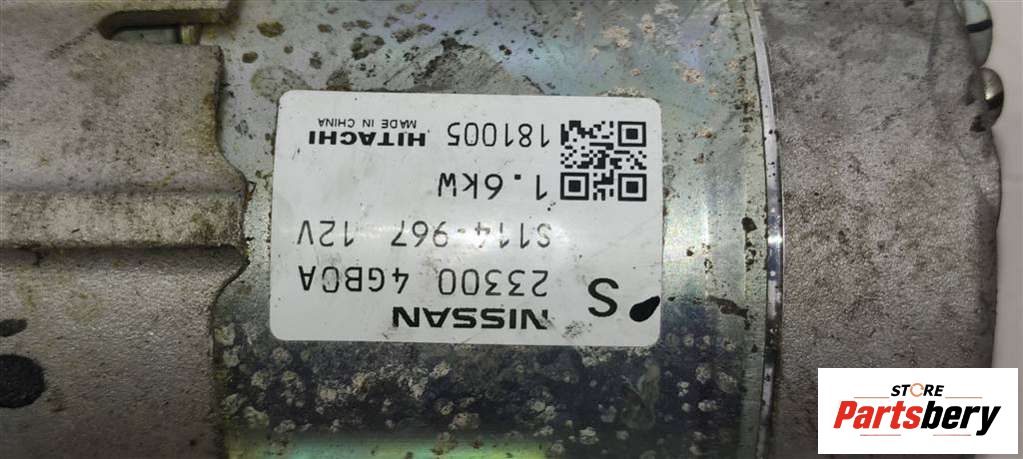 NISSAN
S 23300 4GB0A
S114-967 12V
1.6kW
181005 HITACHI
MADE IN CHINA
STORE
Partsbery